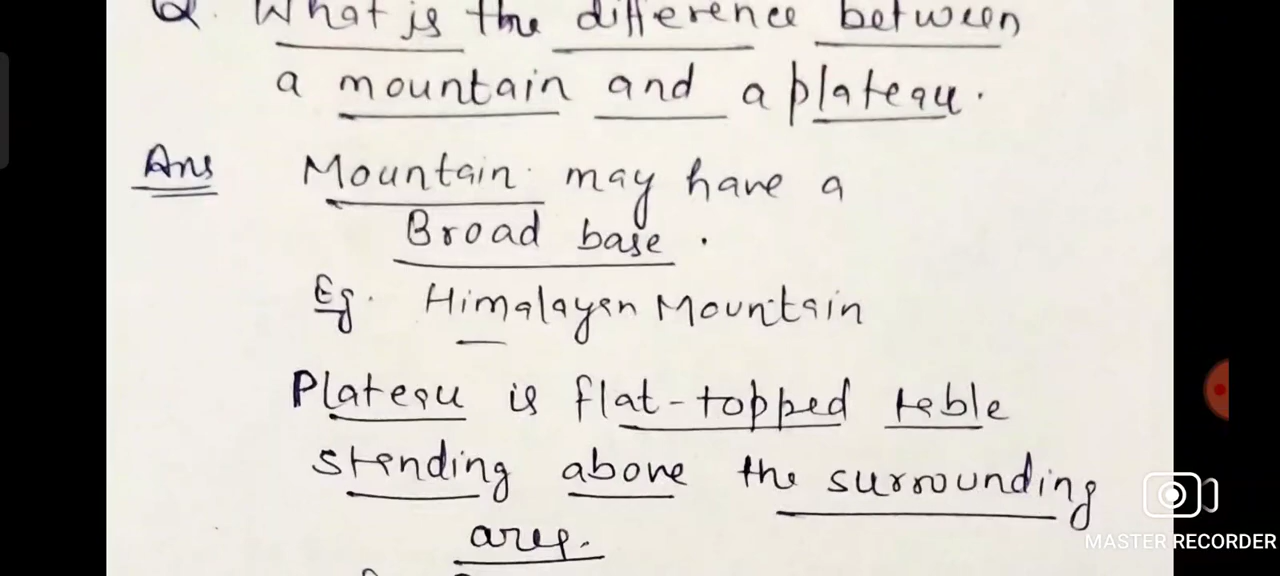 Q. What is the difference between
a mountain and a plateau.
Ans Mountain may have a
Broad base.
Eg. Himalayan Mountain
Plateau is flat-topped table
standing above the surrounding
area.
MASTER RECORDER